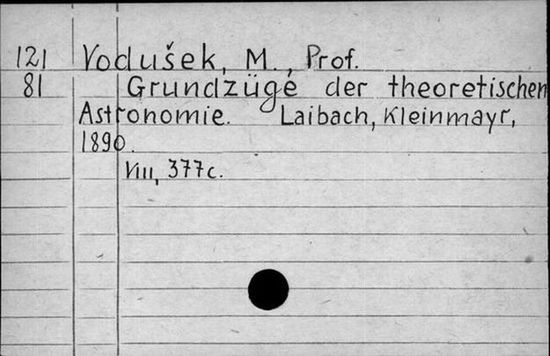 121 Vodušek, M., Prof.
81 Grundzüge der theoretischen
Astronomie. Laibach, Kleinmayr,
1890.
VIII, 377c.